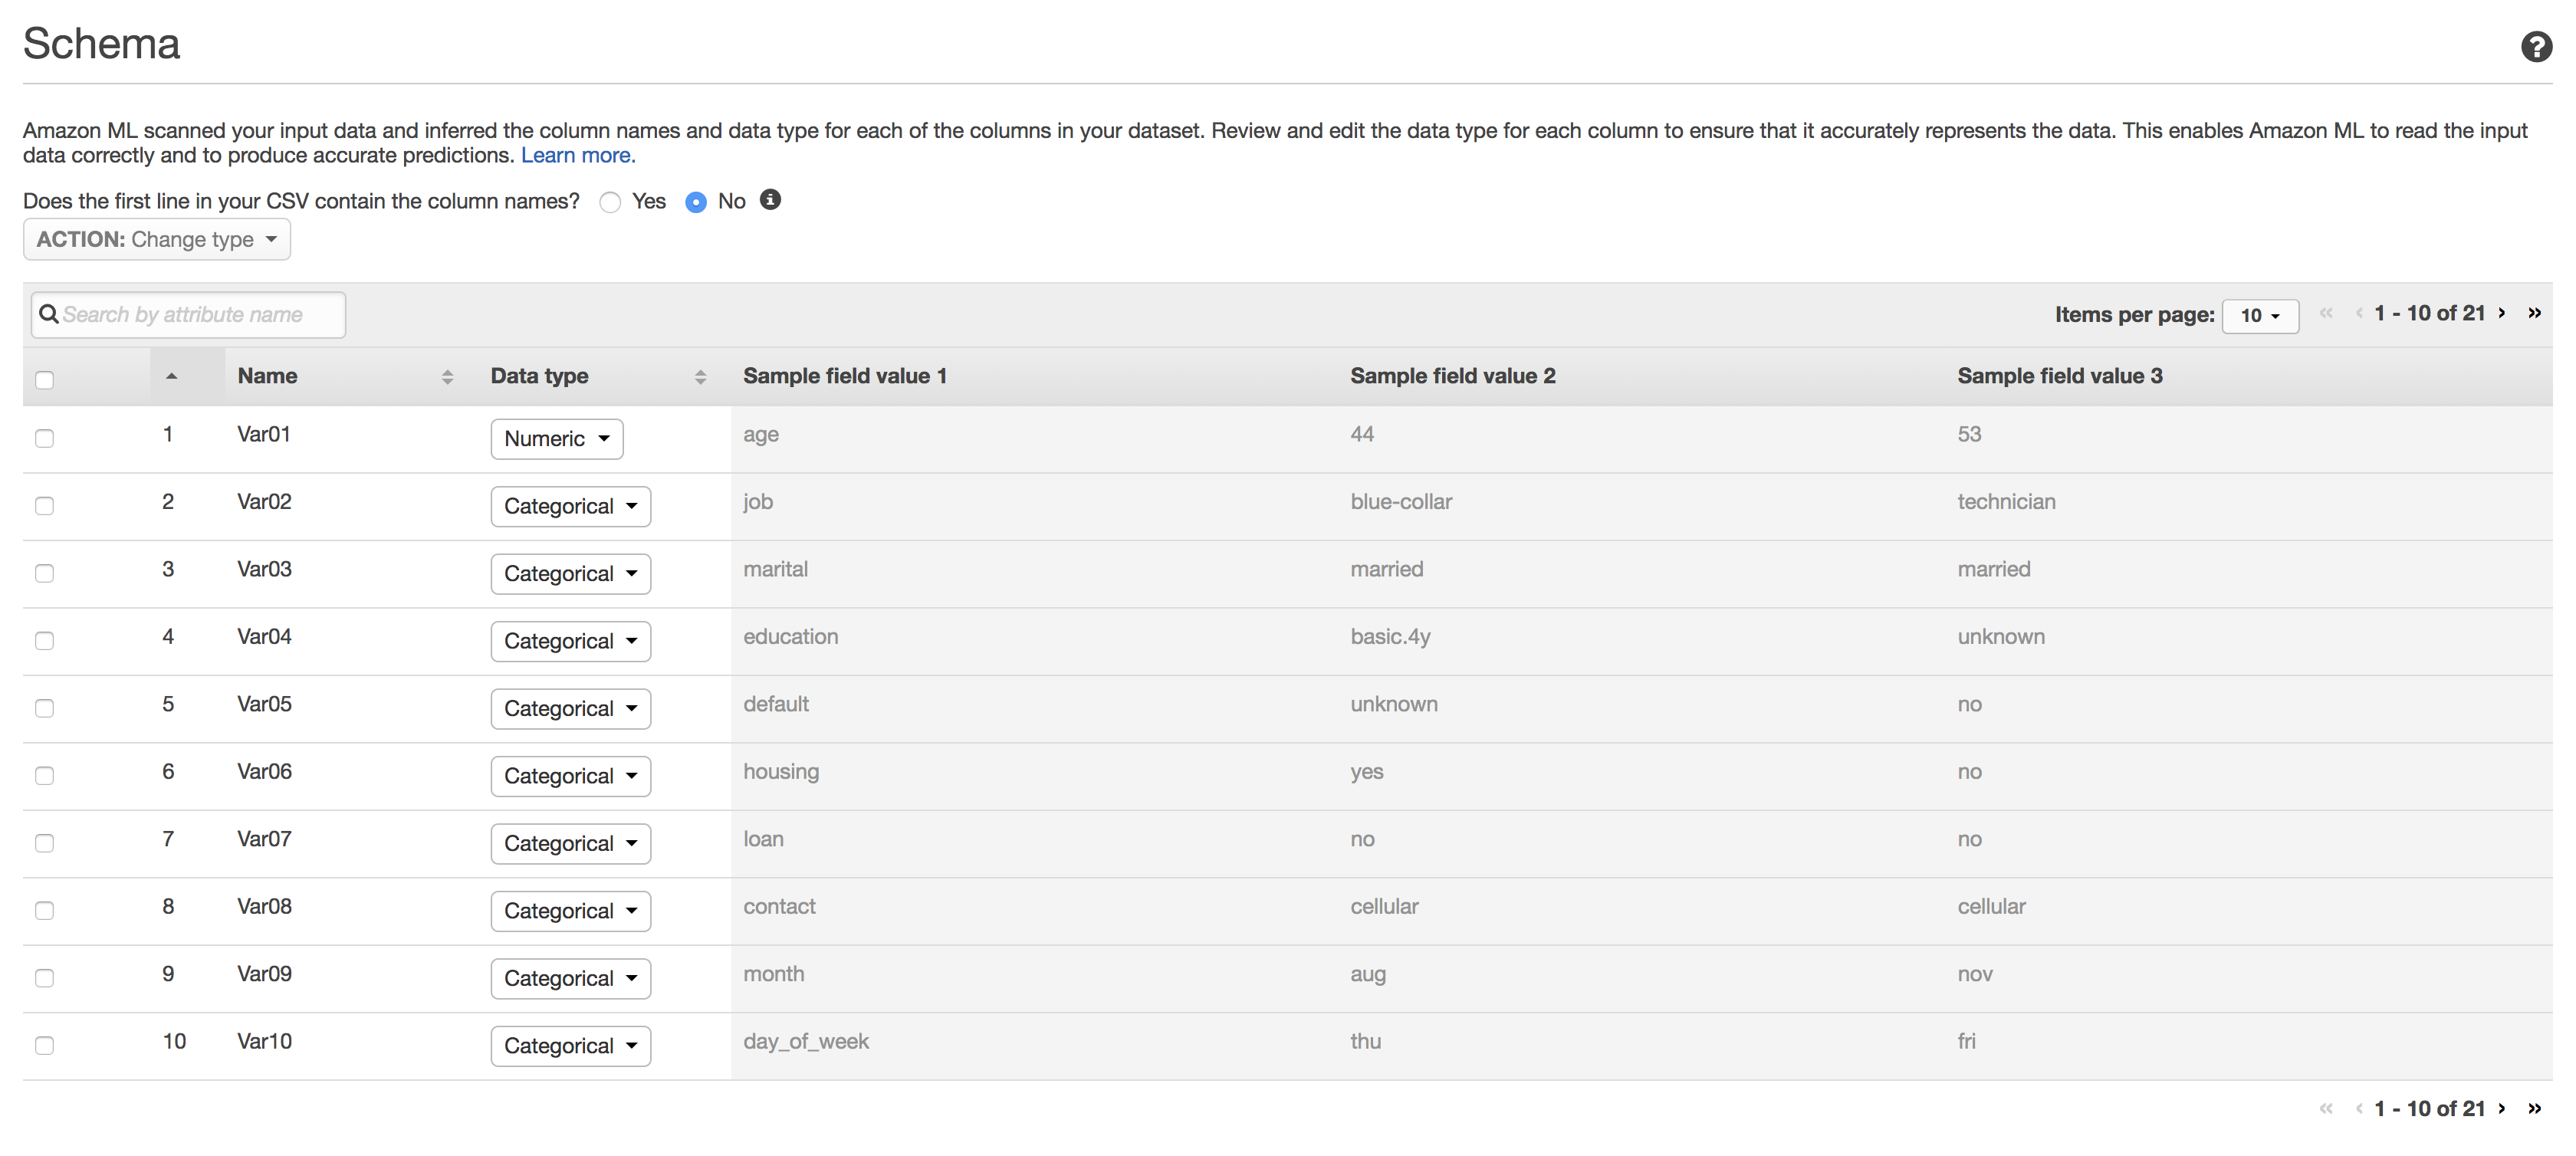 Schema
Amazon ML scanned your input data and inferred the column names and data type for each of the columns in your dataset. Review and edit the data type for each column to ensure that it accurately represents the data. This enables Amazon ML to read the input
data correctly and to produce accurate predictions. Learn more.
Does the first line in your CSV contain the column names? Yes No
ACTION: Change type
Search by attribute name Items per page: 10 « ‹ 1 - 10 of 21 › »
Name Data type Sample field value 1 Sample field value 2 Sample field value 3
1 Var01 Numeric age 44 53
2 Var02 Categorical job blue-collar technician
3 Var03 Categorical marital married married
4 Var04 Categorical education basic.4y unknown
5 Var05 Categorical default unknown no
6 Var06 Categorical housing yes no
7 Var07 Categorical loan no no
8 Var08 Categorical contact cellular cellular
9 Var09 Categorical month aug nov
10 Var10 Categorical day_of_week thu fri
« ‹ 1 - 10 of 21 › »